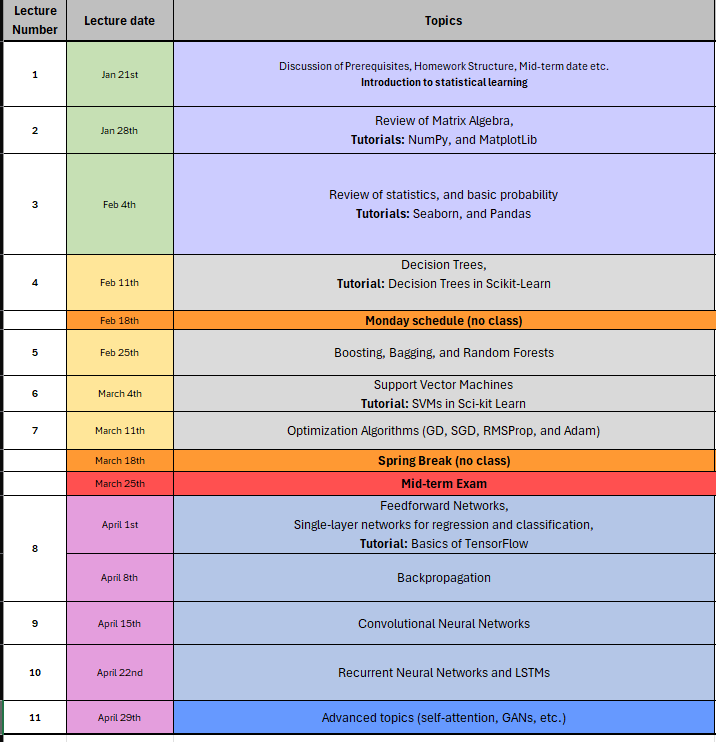 Lecture Number
Lecture date
Topics
1
Jan 21st
Discussion of Prerequisites, Homework Structure, Mid-term date etc.
Introduction to statistical learning
2
Jan 28th
Review of Matrix Algebra,
Tutorials: NumPy, and MatplotLib
3
Feb 4th
Review of statistics, and basic probability
Tutorials: Seaborn, and Pandas
4
Feb 11th
Decision Trees,
Tutorial: Decision Trees in Scikit-Learn
Feb 18th
Monday schedule (no class)
5
Feb 25th
Boosting, Bagging, and Random Forests
6
March 4th
Support Vector Machines
Tutorial: SVMs in Sci-kit Learn
7
March 11th
Optimization Algorithms (GD, SGD, RMSProp, and Adam)
March 18th
Spring Break (no class)
March 25th
Mid-term Exam
8
April 1st
Feedforward Networks,
Single-layer networks for regression and classification,
Tutorial: Basics of TensorFlow
April 8th
Backpropagation
9
April 15th
Convolutional Neural Networks
10
April 22nd
Recurrent Neural Networks and LSTMs
11
April 29th
Advanced topics (self-attention, GANs, etc.)